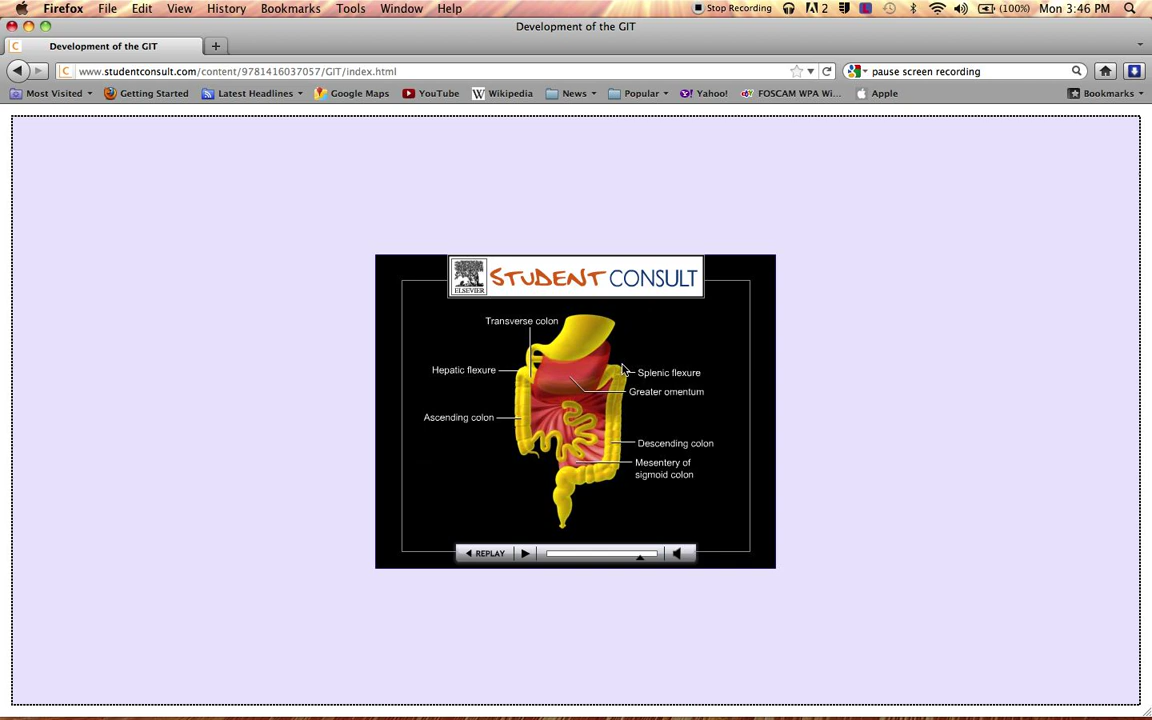 Firefox File Edit View History Bookmarks Tools Window Help Stop Recording 2 (100%) Mon 3:46 PM
Development of the GIT
Development of the GIT
www.studentconsult.com/content/9781416037057/GIT/index.html pause screen recording
Most Visited Getting Started Latest Headlines Google Maps YouTube Wikipedia News Popular Yahoo! FOSCAM WPA Wi... Apple Bookmarks
ELSEVIER STUDENT CONSULT
Transverse colon
Hepatic flexure
Splenic flexure
Greater omentum
Ascending colon
Descending colon
Mesentery of
sigmoid colon
REPLAY